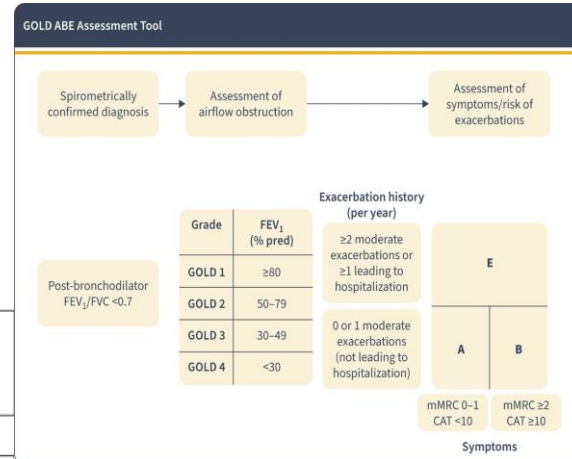 GOLD ABE Assessment Tool
Spirometrically
confirmed diagnosis
Assessment of
airflow obstruction
Assessment of
symptoms/risk of
exacerbations
Post-bronchodilator
FEV₁/FVC <0.7
Grade FEV₁
(% pred)
GOLD 1 ≥80
GOLD 2 50–79
GOLD 3 30–49
GOLD 4 <30
Exacerbation history
(per year)
≥2 moderate
exacerbations or
≥1 leading to
hospitalization
0 or 1 moderate
exacerbations
(not leading to
hospitalization)
E
A B
mMRC 0–1
CAT <10
mMRC ≥2
CAT ≥10
Symptoms